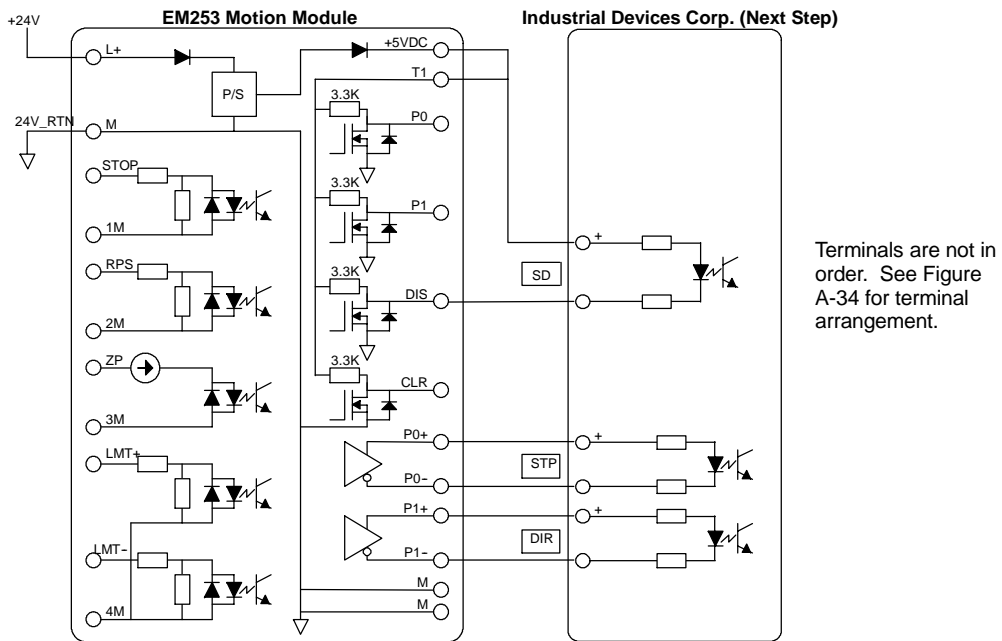 EM253 Motion Module
Industrial Devices Corp. (Next Step)
+24V
L+
P/S
+5VDC
T1
3.3K
P0
24V_RTN
M
STOP
1M
3.3K
P1
RPS
2M
SD
+
3.3K
DIS
ZP
3M
3.3K
CLR
LMT+
P0+
STP
+
P0−
P1+
DIR
+
P1−
LMT−
4M
M
M
Terminals are not in
order. See Figure
A-34 for terminal
arrangement.